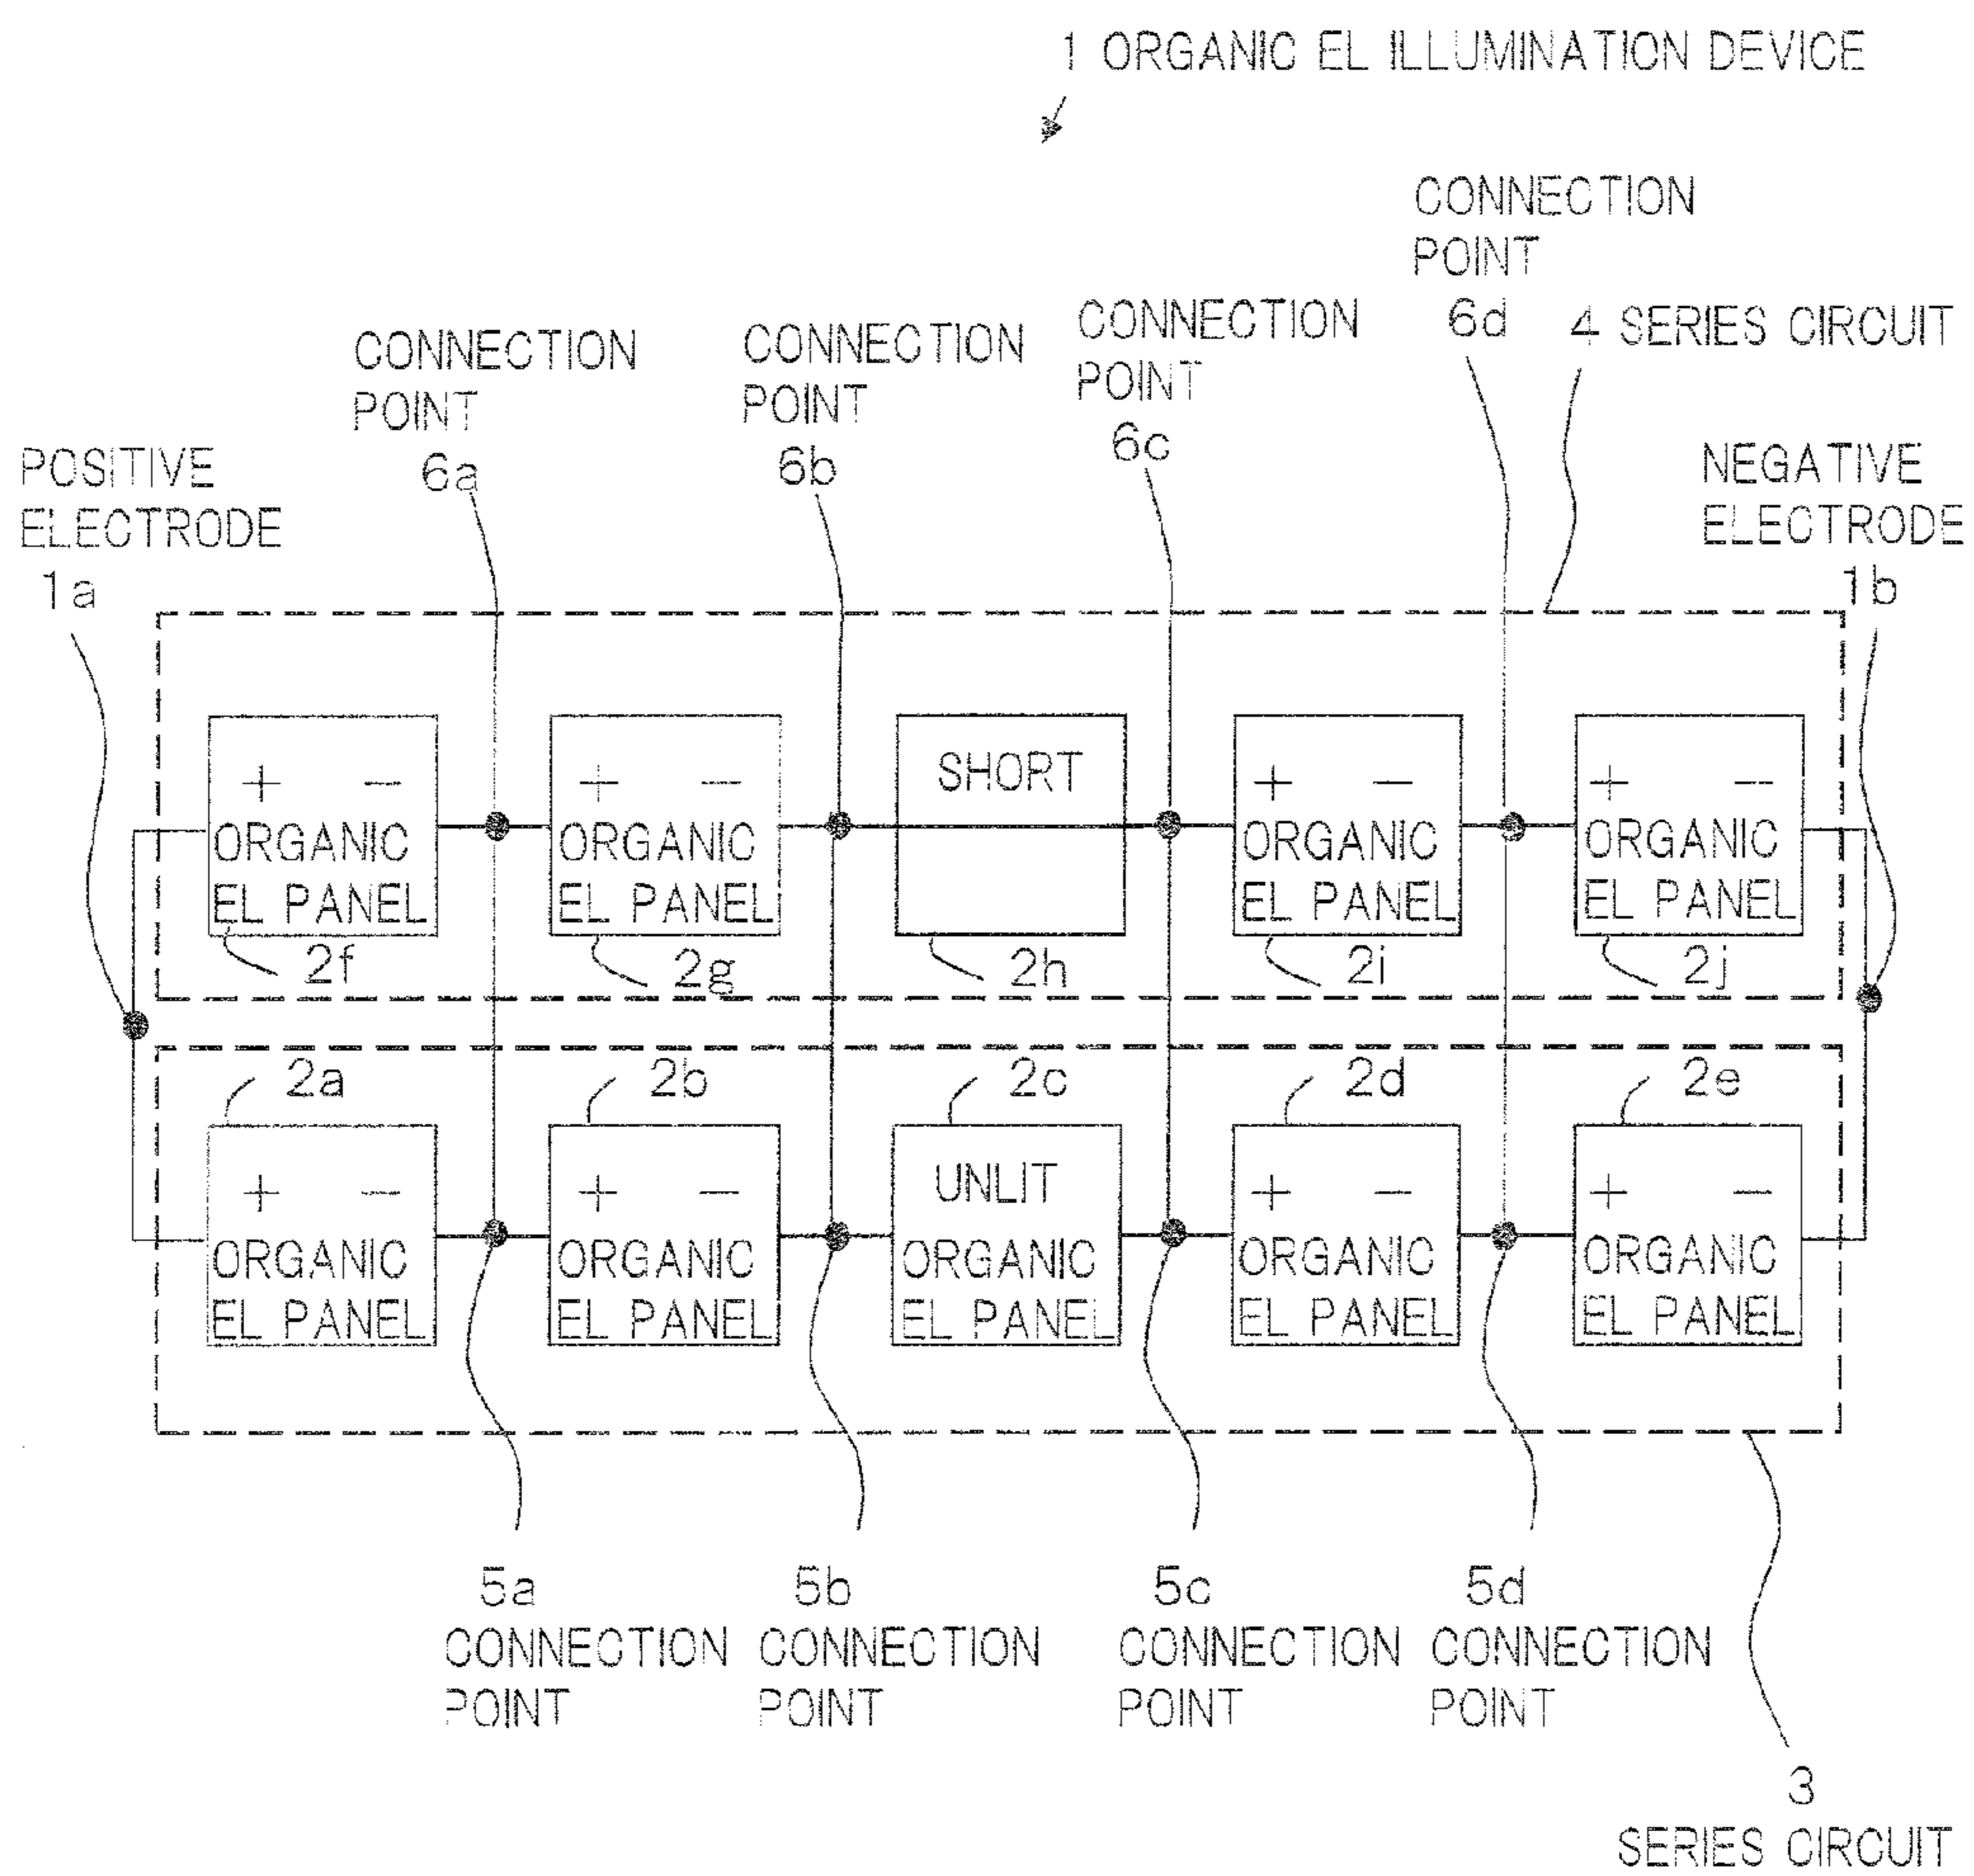 1 ORGANIC EL ILLUMINATION DEVICE
CONNECTION
POINT
6d
4 SERIES CIRCUIT
CONNECTION
POINT
6c
CONNECTION
POINT
6b
CONNECTION
POINT
6a
POSITIVE
ELECTRODE
1a
NEGATIVE
ELECTRODE
1b
+ −
ORGANIC
EL PANEL
2f
+ −
ORGANIC
EL PANEL
2g
SHORT
2h
+ −
ORGANIC
EL PANEL
2i
+ −
ORGANIC
EL PANEL
2j
2a
+ −
ORGANIC
EL PANEL
2b
+ −
ORGANIC
EL PANEL
2c
UNLIT
ORGANIC
EL PANEL
2d
+ −
ORGANIC
EL PANEL
2e
+ −
ORGANIC
EL PANEL
5a
CONNECTION
POINT
5b
CONNECTION
POINT
5c
CONNECTION
POINT
5d
CONNECTION
POINT
3
SERIES CIRCUIT